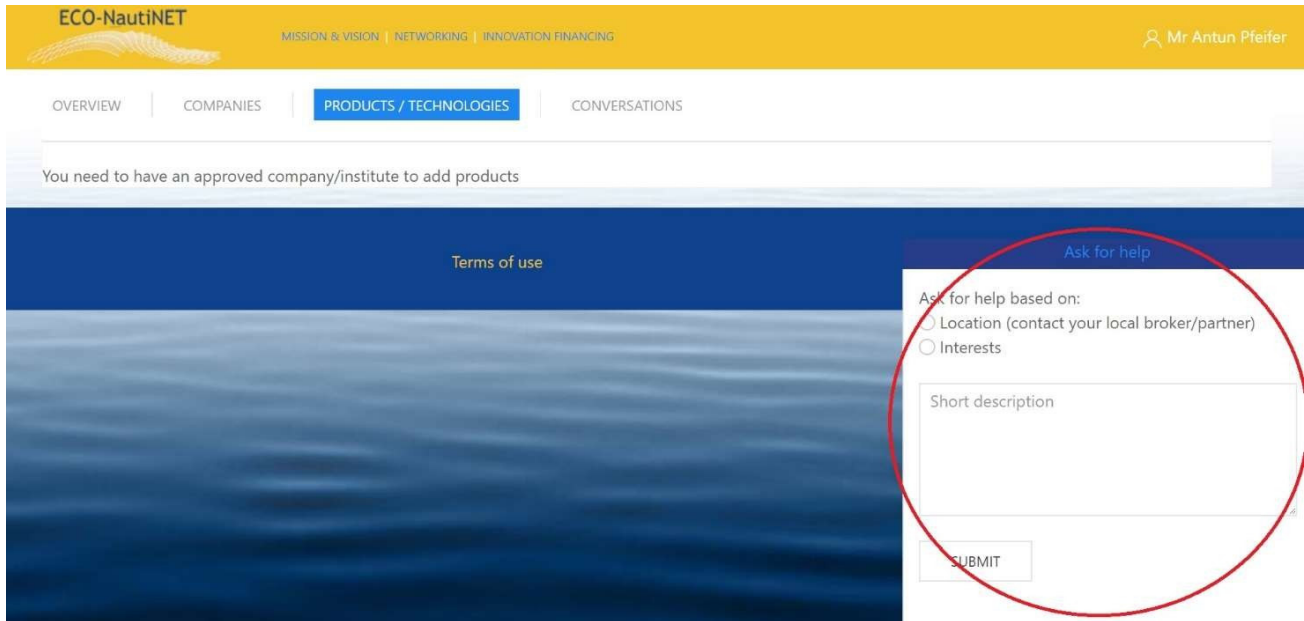 ECO-NautiNET
MISSION & VISION | NETWORKING | INNOVATION FINANCING
Mr Antun Pfeifer
OVERVIEW
COMPANIES
PRODUCTS / TECHNOLOGIES
CONVERSATIONS
You need to have an approved company/institute to add products
Terms of use
Ask for help
Ask for help based on:
Location (contact your local broker/partner)
Interests
Short description
SUBMIT